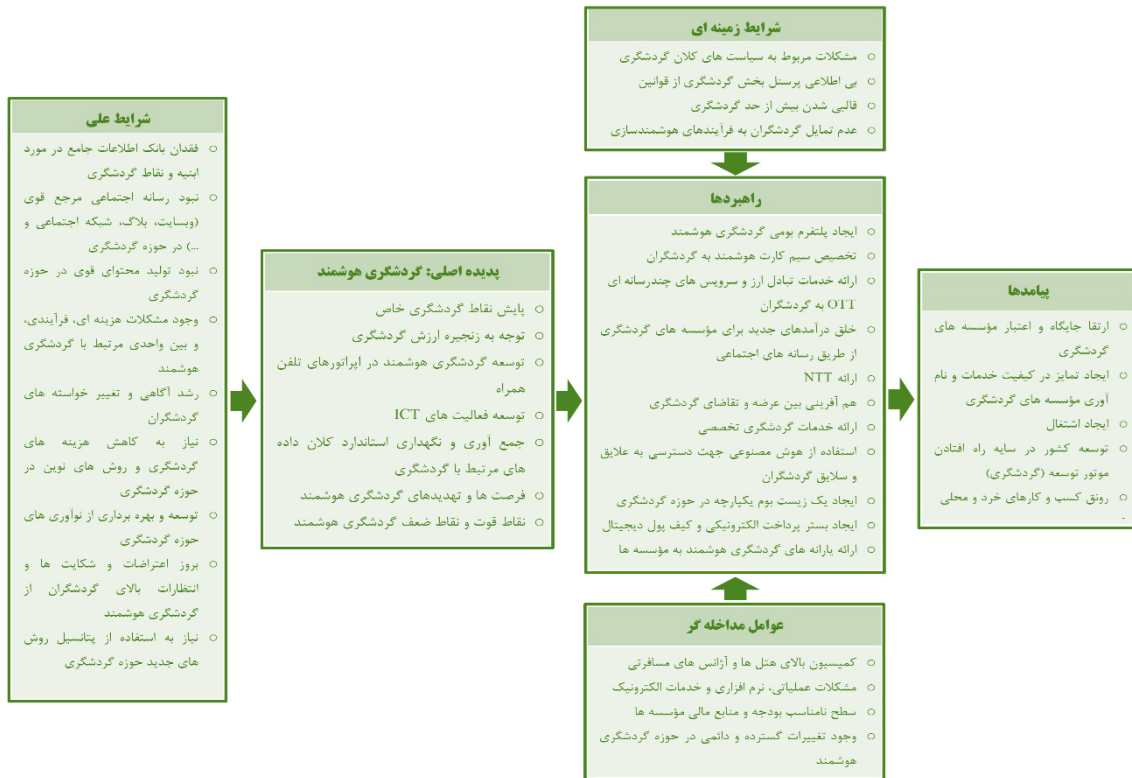 شرایط زمینه ای
○ مشکلات مربوط به سیاست های کلان گردشگری
○ بی اطلاعی پرسنل بخش گردشگری از قوانین
○ قالبی شدن بیش از حد گردشگری
○ عدم تمایل گردشگران به فرآیندهای هوشمندسازی
شرایط علی
○ فقدان بانک اطلاعات جامع در مورد
ابنیه و نقاط گردشگری
○ نبود رسانه اجتماعی مرجع قوی
(وبسایت، بلاگ، شبکه اجتماعی و
...) در حوزه گردشگری
○ نبود تولید محتوای قوی در حوزه
گردشگری
○ وجود مشکلات هزینه ای، فرآیندی،
و بین واحدی مرتبط با گردشگری
هوشمند
○ رشد آگاهی و تغییر خواسته های
گردشگران
○ نیاز به کاهش هزینه های
گردشگری و روش های نوین در
حوزه گردشگری
○ توسعه و بهره برداری از نوآوری های
حوزه گردشگری
○ بروز اعتراضات و شکایت ها و
انتظارات بالای گردشگران از
گردشگری هوشمند
○ نیاز به استفاده از پتانسیل روش
های جدید حوزه گردشگری
پدیده اصلی: گردشگری هوشمند
○ پایش نقاط گردشگری خاص
○ توجه به زنجیره ارزش گردشگری
○ توسعه گردشگری هوشمند در اپراتورهای تلفن
همراه
○ توسعه فعالیت های ICT
○ جمع آوری و نگهداری استاندارد کلان داده
های مرتبط با گردشگری
○ فرصت ها و تهدیدهای گردشگری هوشمند
○ نقاط قوت و نقاط ضعف گردشگری هوشمند
راهبردها
○ ایجاد پلتفرم بومی گردشگری هوشمند
○ تخصیص سیم کارت هوشمند به گردشگران
○ ارائه خدمات تبادل ارز و سرویس های چندرسانه ای
OTT به گردشگران
○ خلق درآمدهای جدید برای مؤسسه های گردشگری
از طریق رسانه های اجتماعی
○ ارائه NTT
○ هم آفرینی بین عرضه و تقاضای گردشگری
○ ارائه خدمات گردشگری تخصصی
○ استفاده از هوش مصنوعی جهت دسترسی به علایق
و سلایق گردشگران
○ ایجاد یک زیست بوم یکپارچه در حوزه گردشگری
○ ایجاد بستر پرداخت الکترونیکی و کیف پول دیجیتال
○ ارائه یارانه های گردشگری هوشمند به مؤسسه ها
پیامدها
○ ارتقا جایگاه و اعتبار مؤسسه های
گردشگری
○ ایجاد تمایز در کیفیت خدمات و نام
آوری مؤسسه های گردشگری
○ ایجاد اشتغال
○ توسعه کشور در سایه راه افتادن
موتور توسعه (گردشگری)
○ رونق کسب و کارهای خرد و محلی
عوامل مداخله گر
○ کمیسیون بالای هتل ها و آژانس های مسافرتی
○ مشکلات عملیاتی، نرم افزاری و خدمات الکترونیک
○ سطح نامناسب بودجه و منابع مالی مؤسسه ها
○ وجود تغییرات گسترده و دائمی در حوزه گردشگری
هوشمند